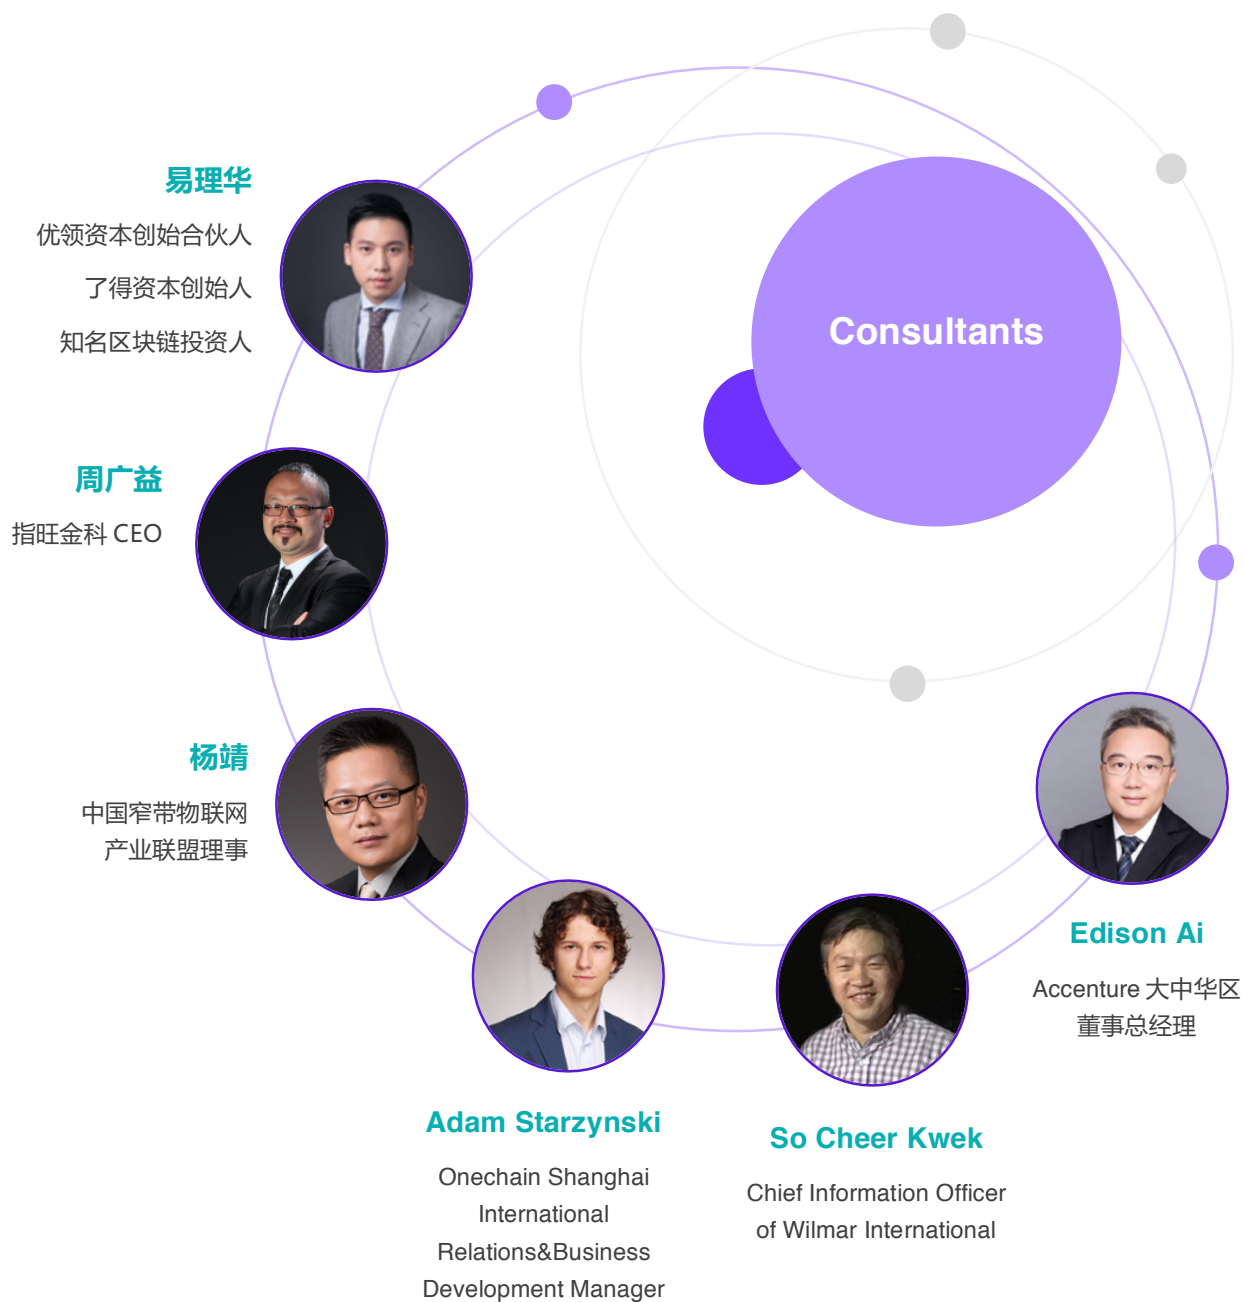 Consultants
易理华
优领资本创始合伙人
了得资本创始人
知名区块链投资人
周广益
指旺金科 CEO
杨靖
中国窄带物联网
产业联盟理事
Adam Starzynski
Onechain Shanghai
International
Relations&Business
Development Manager
So Cheer Kwek
Chief Information Officer
of Wilmar International
Edison Ai
Accenture 大中华区
董事总经理